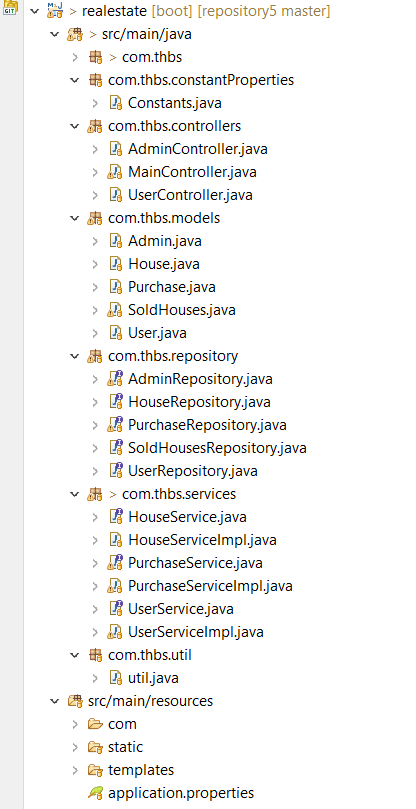 GIT
> realestate [boot] [repository5 master]
> src/main/java
> com.thbs
com.thbs.constantProperties
Constants.java
com.thbs.controllers
AdminController.java
MainController.java
UserController.java
com.thbs.models
Admin.java
House.java
Purchase.java
SoldHouses.java
User.java
com.thbs.repository
AdminRepository.java
HouseRepository.java
PurchaseRepository.java
SoldHousesRepository.java
UserRepository.java
> com.thbs.services
HouseService.java
HouseServiceImpl.java
PurchaseService.java
PurchaseServiceImpl.java
UserService.java
UserServiceImpl.java
com.thbs.util
util.java
src/main/resources
com
static
templates
application.properties